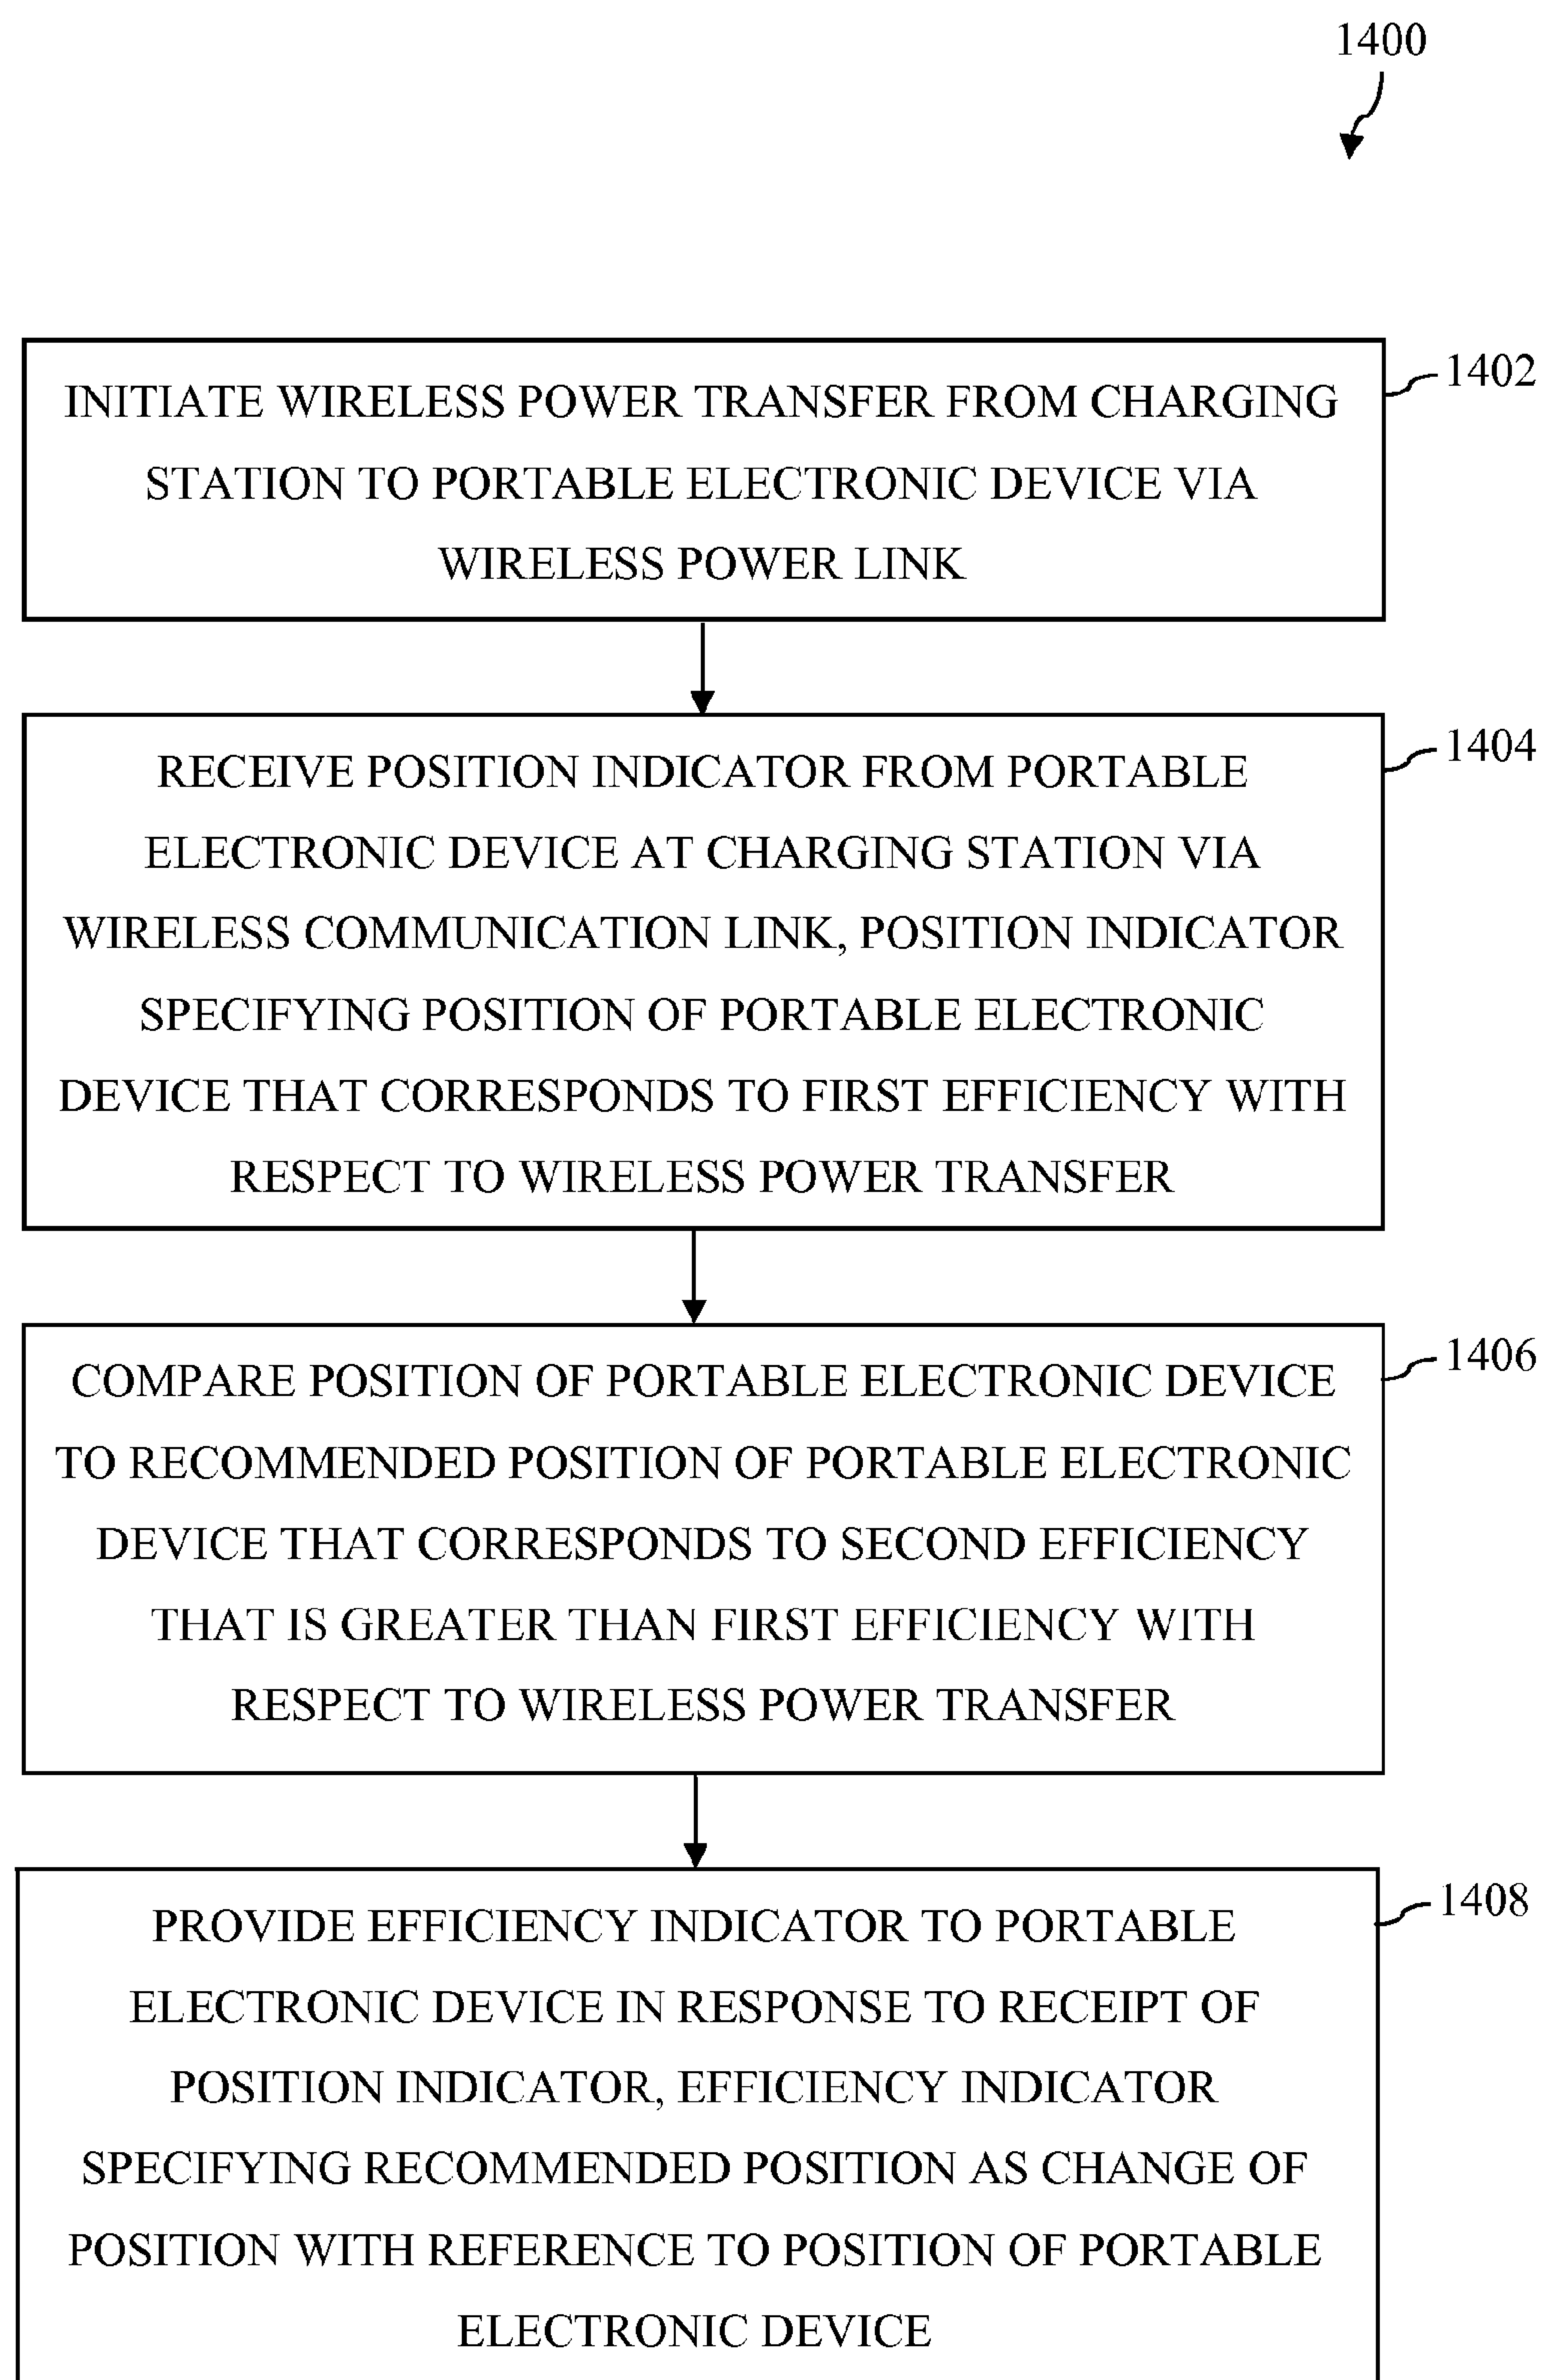 1400
INITIATE WIRELESS POWER TRANSFER FROM CHARGING
STATION TO PORTABLE ELECTRONIC DEVICE VIA
WIRELESS POWER LINK
1402
RECEIVE POSITION INDICATOR FROM PORTABLE
ELECTRONIC DEVICE AT CHARGING STATION VIA
WIRELESS COMMUNICATION LINK, POSITION INDICATOR
SPECIFYING POSITION OF PORTABLE ELECTRONIC
DEVICE THAT CORRESPONDS TO FIRST EFFICIENCY WITH
RESPECT TO WIRELESS POWER TRANSFER
1404
COMPARE POSITION OF PORTABLE ELECTRONIC DEVICE
TO RECOMMENDED POSITION OF PORTABLE ELECTRONIC
DEVICE THAT CORRESPONDS TO SECOND EFFICIENCY
THAT IS GREATER THAN FIRST EFFICIENCY WITH
RESPECT TO WIRELESS POWER TRANSFER
1406
PROVIDE EFFICIENCY INDICATOR TO PORTABLE
ELECTRONIC DEVICE IN RESPONSE TO RECEIPT OF
POSITION INDICATOR, EFFICIENCY INDICATOR
SPECIFYING RECOMMENDED POSITION AS CHANGE OF
POSITION WITH REFERENCE TO POSITION OF PORTABLE
ELECTRONIC DEVICE
1408